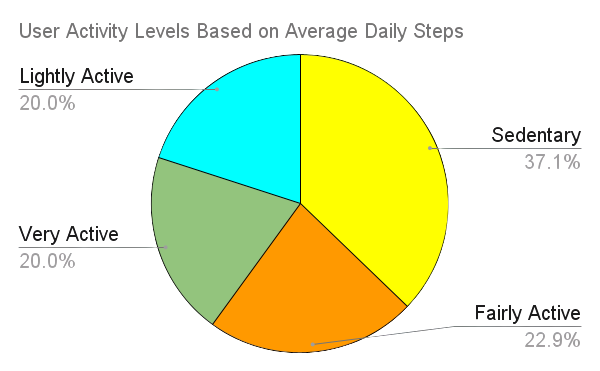 User Activity Levels Based on Average Daily Steps
Lightly Active
20.0%
Sedentary
37.1%
Very Active
20.0%
Fairly Active
22.9%